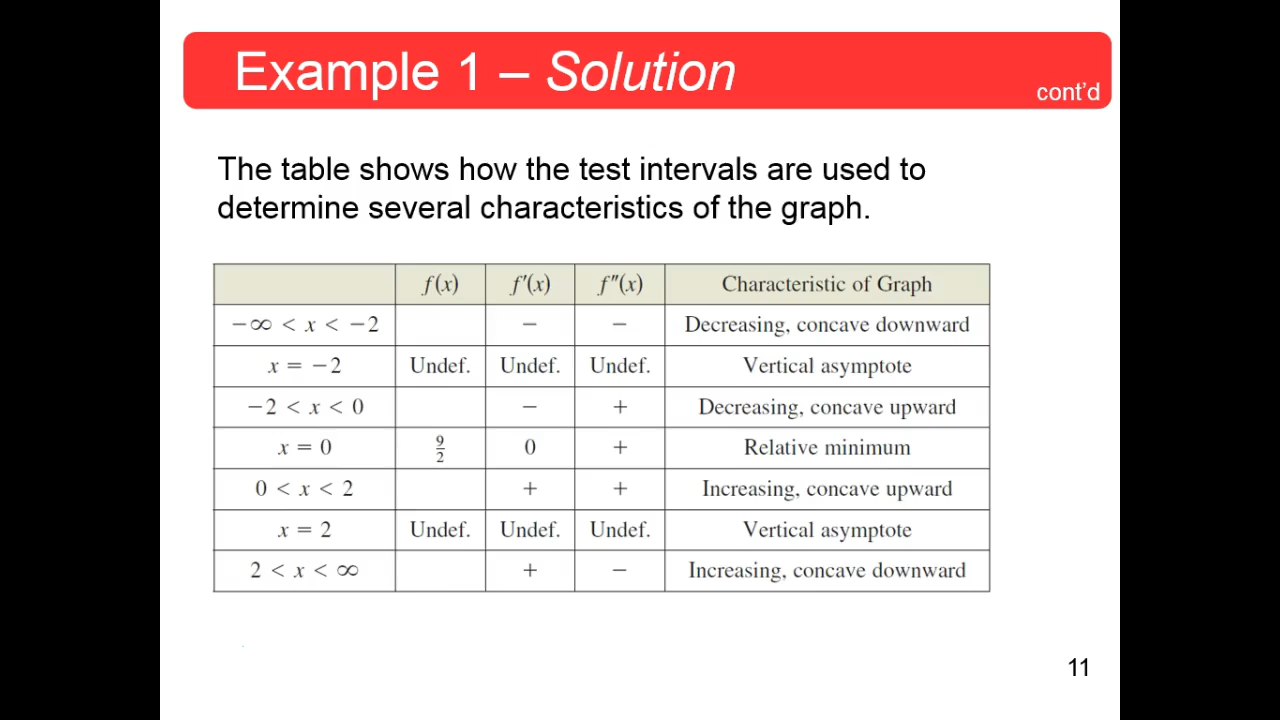 Example 1 – Solution
cont'd
The table shows how the test intervals are used to
determine several characteristics of the graph.
f(x) f′(x) f″(x) Characteristic of Graph
−∞ < x < −2 − − Decreasing, concave downward
x = −2 Undef. Undef. Undef. Vertical asymptote
−2 < x < 0 − + Decreasing, concave upward
x = 0 9/2 0 + Relative minimum
0 < x < 2 + + Increasing, concave upward
x = 2 Undef. Undef. Undef. Vertical asymptote
2 < x < ∞ + − Increasing, concave downward
11